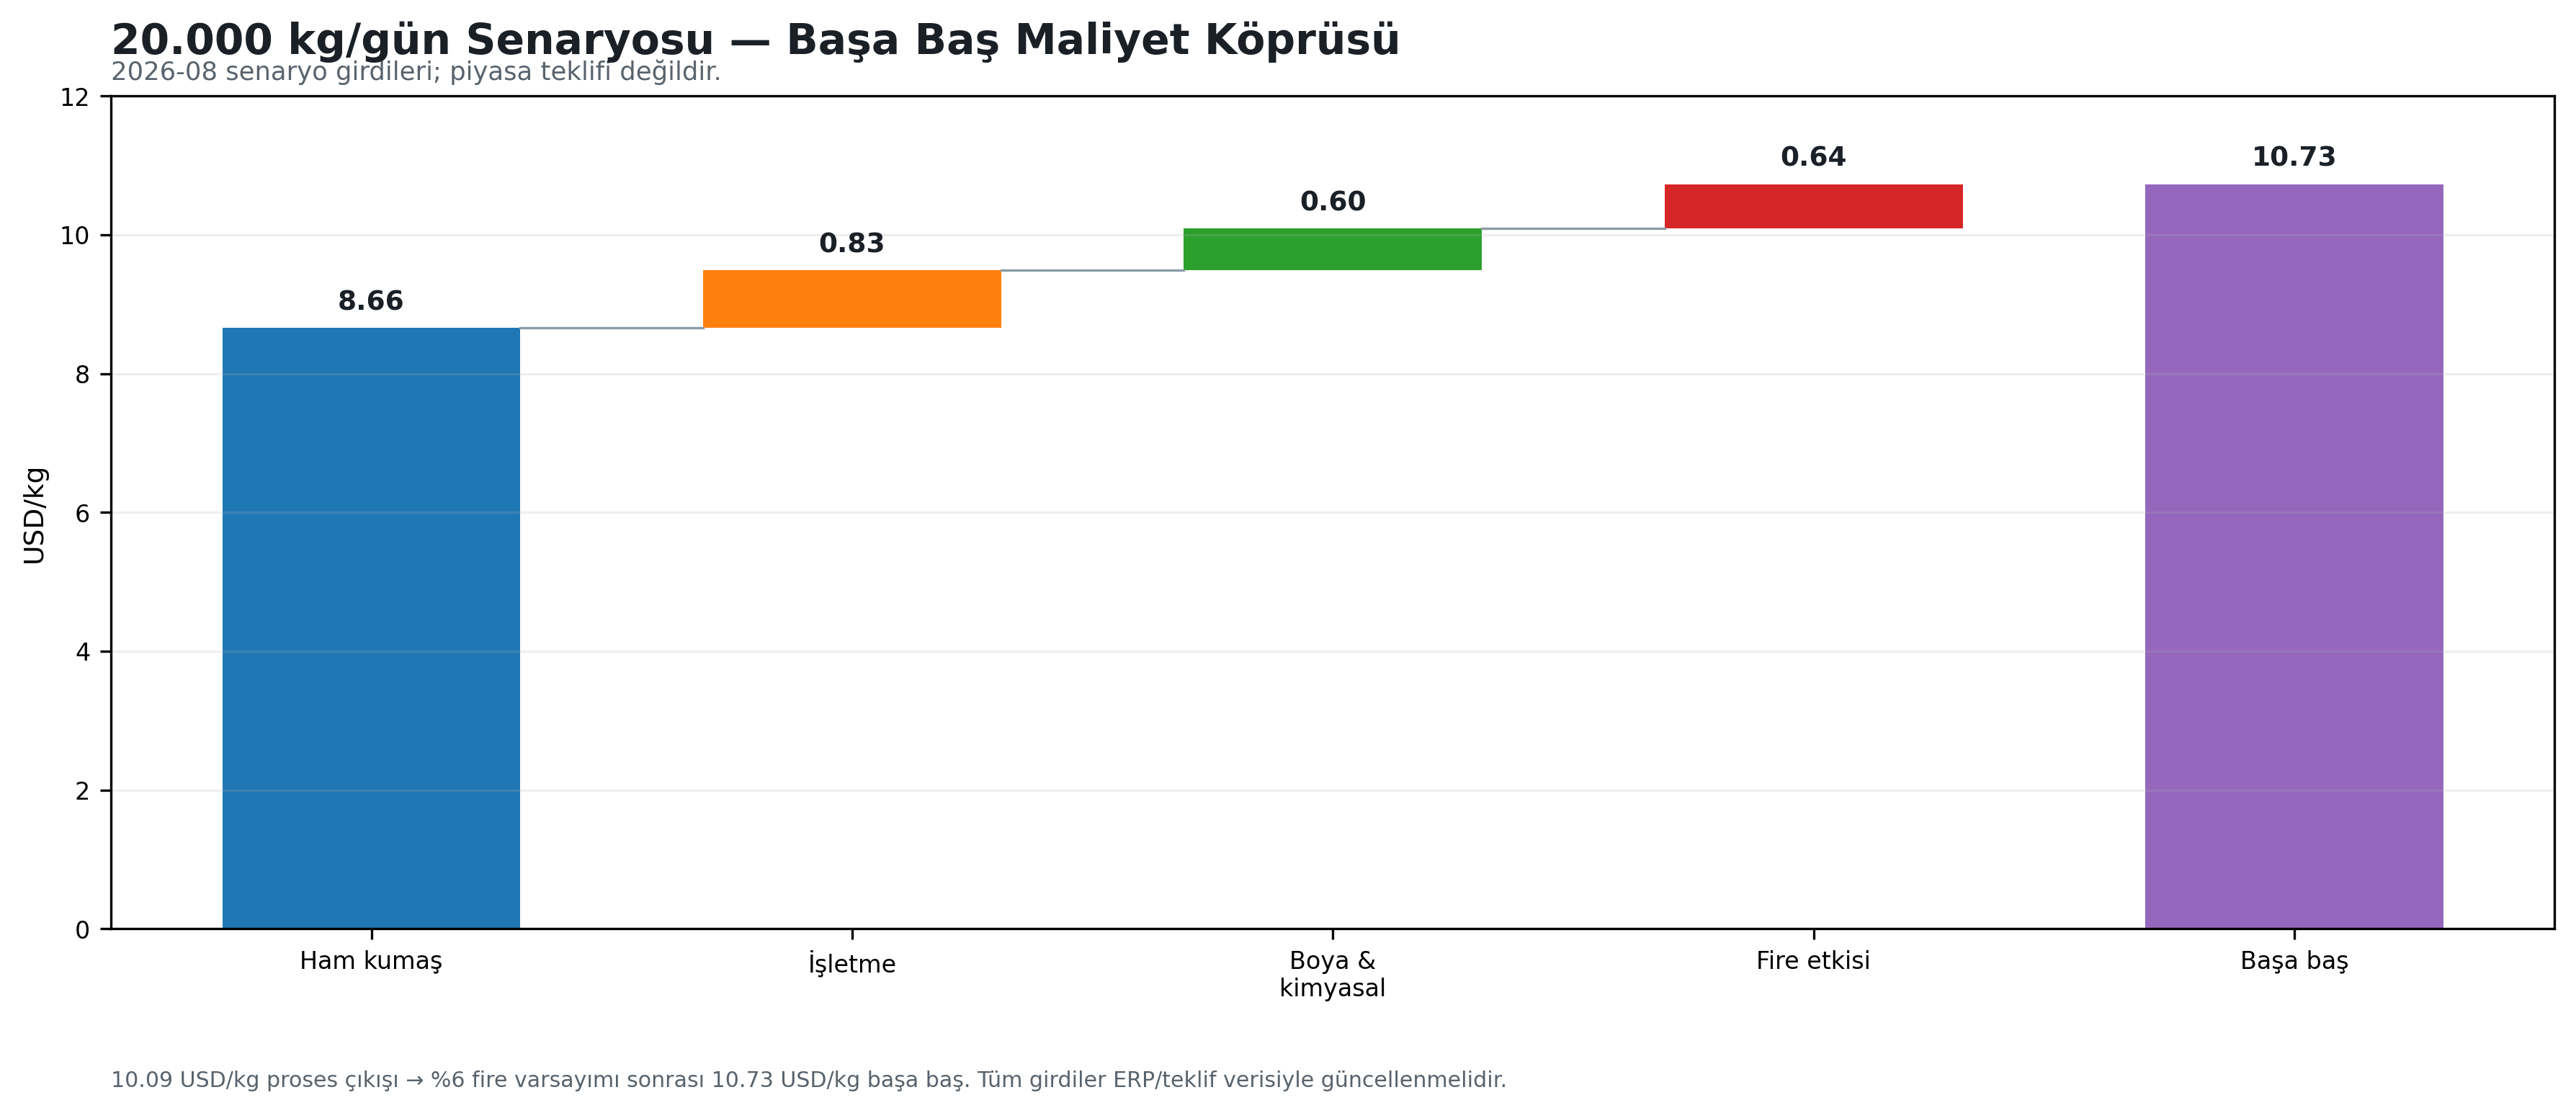 20.000 kg/gün Senaryosu — Başa Baş Maliyet Köprüsü
2026-08 senaryo girdileri; piyasa teklifi değildir.
USD/kg
12
10
8
6
4
2
0
8.66
0.83
0.60
0.64
10.73
Ham kumaş
İşletme
Boya &
kimyasal
Fire etkisi
Başa baş
10.09 USD/kg proses çıkışı → %6 fire varsayımı sonrası 10.73 USD/kg başa baş. Tüm girdiler ERP/teklif verisiyle güncellenmelidir.